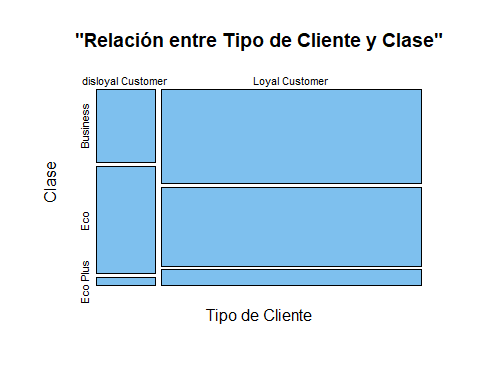 "Relación entre Tipo de Cliente y Clase"
disloyal Customer
Loyal Customer
Business
Eco
Eco Plus
Clase
Tipo de Cliente